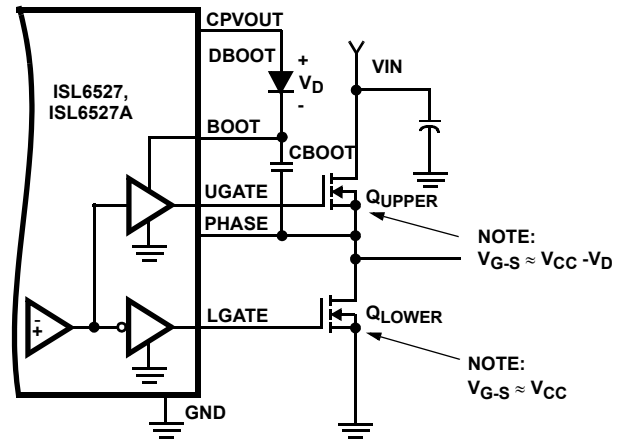 CPVOUT
DBOOT
+
VD
-
VIN
ISL6527,
ISL6527A
BOOT
CBOOT
UGATE
QUPPER
PHASE
NOTE:
VG-S ≈ VCC -VD
-
+
LGATE
QLOWER
NOTE:
VG-S ≈ VCC
GND